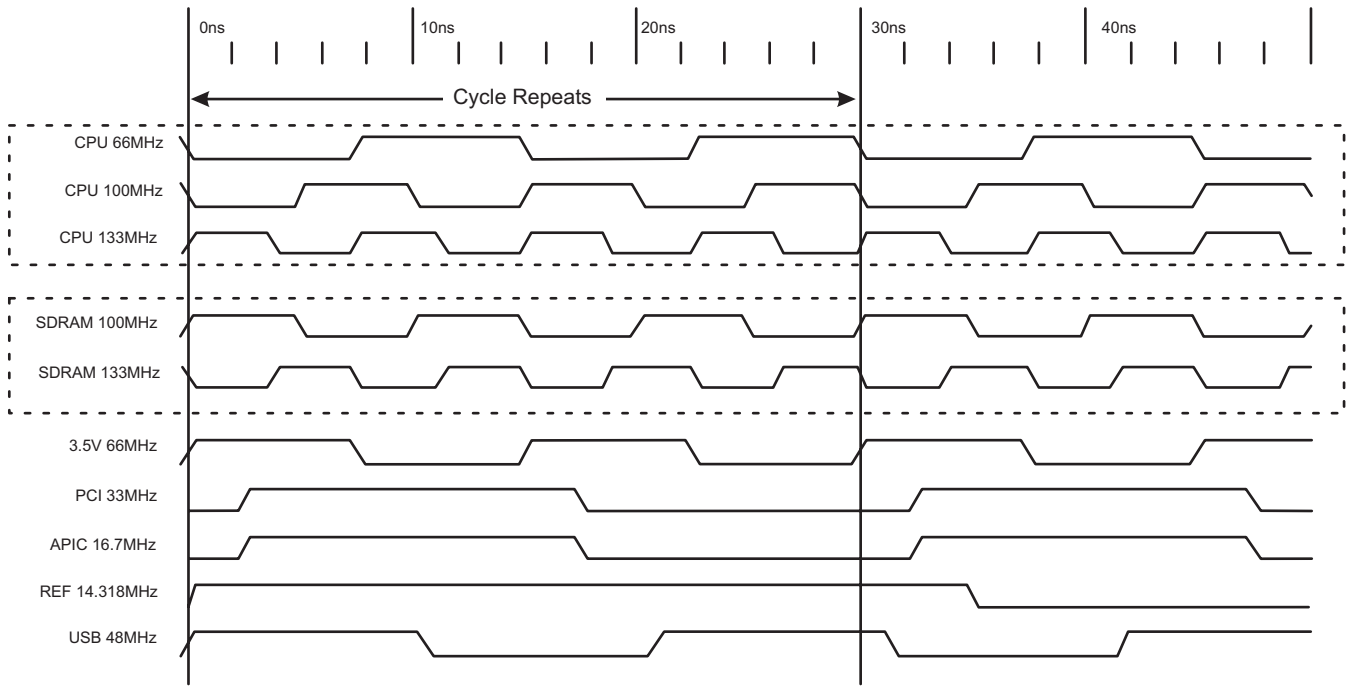 0ns 10ns 20ns 30ns 40ns
Cycle Repeats
CPU 66MHz
CPU 100MHz
CPU 133MHz
SDRAM 100MHz
SDRAM 133MHz
3.5V 66MHz
PCI 33MHz
APIC 16.7MHz
REF 14.318MHz
USB 48MHz